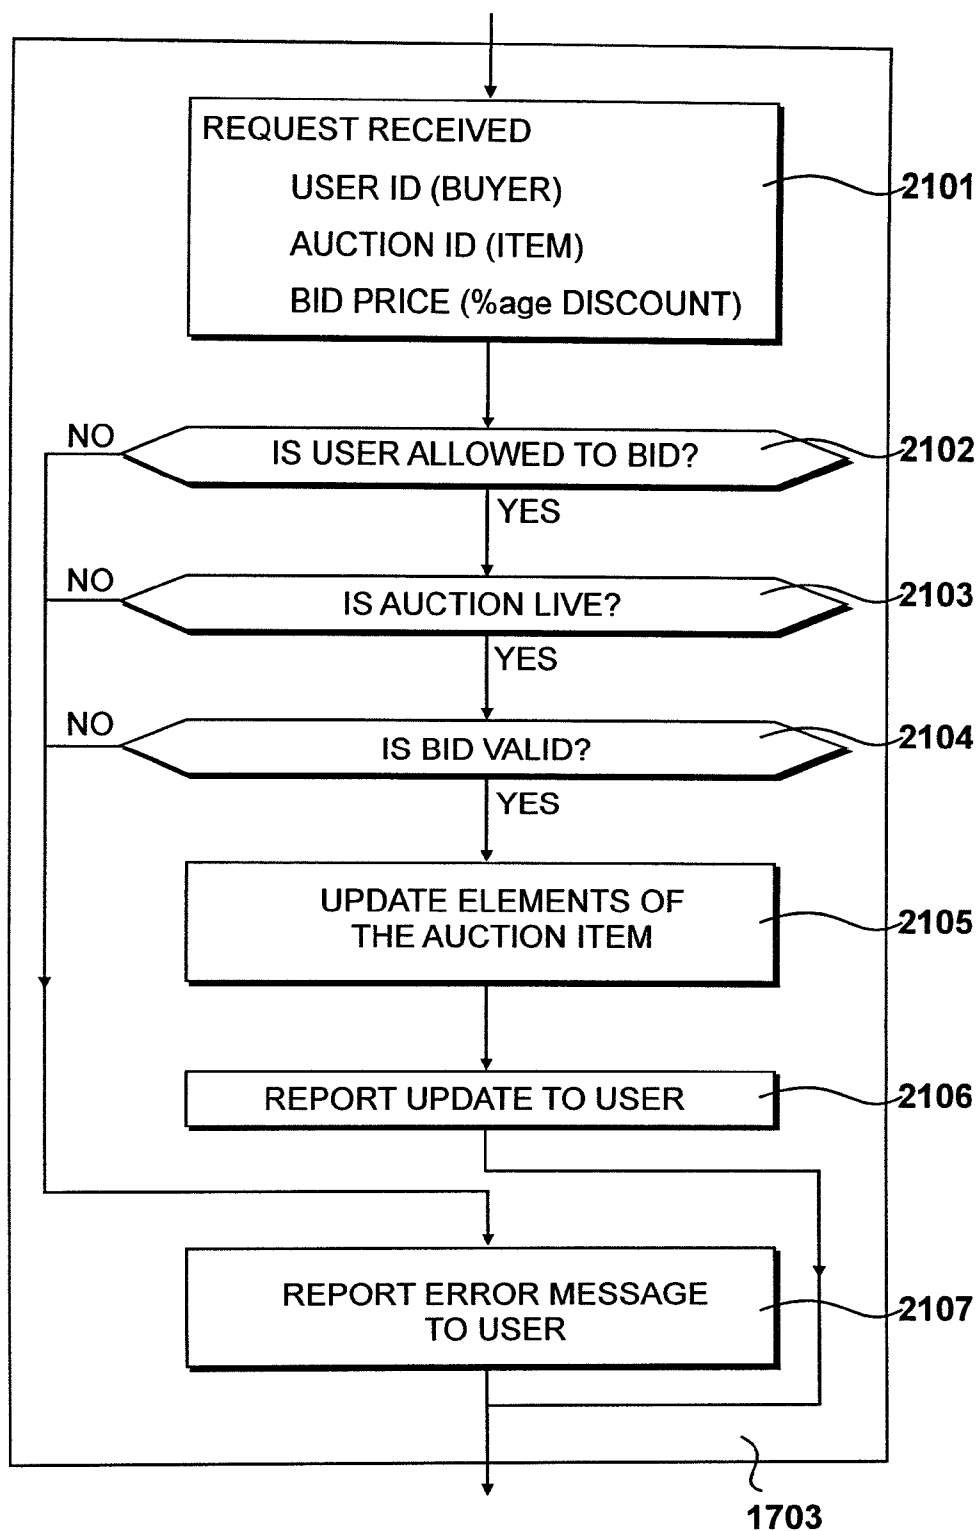 REQUEST RECEIVED
USER ID (BUYER)
2101
AUCTION ID (ITEM)
BID PRICE (%age DISCOUNT)
NO
IS USER ALLOWED TO BID?
2102
YES
NO
IS AUCTION LIVE?
2103
YES
NO
IS BID VALID?
2104
YES
UPDATE ELEMENTS OF
THE AUCTION ITEM
2105
REPORT UPDATE TO USER
2106
REPORT ERROR MESSAGE
TO USER
2107
1703